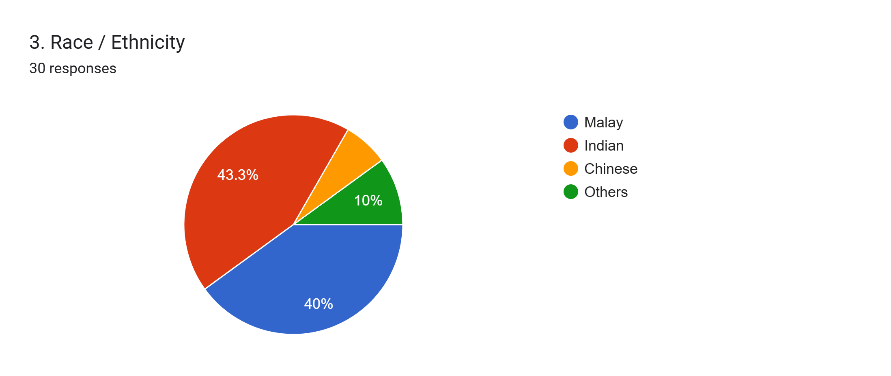 3. Race / Ethnicity
30 responses
43.3%
10%
40%
Malay
Indian
Chinese
Others